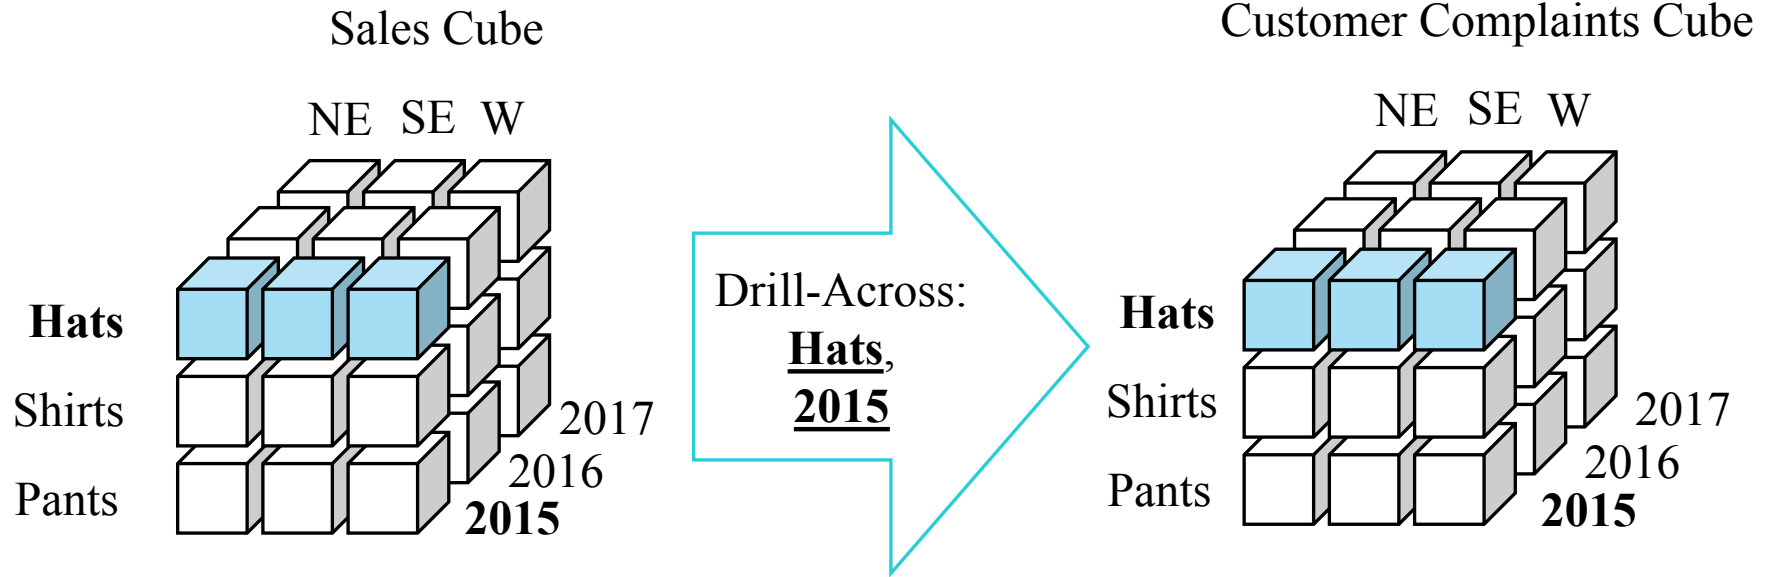 Sales Cube
NE SE W
Hats
Shirts
Pants
2017
2016
2015
Drill-Across:
Hats,
2015
Customer Complaints Cube
NE SE W
Hats
Shirts
Pants
2017
2016
2015